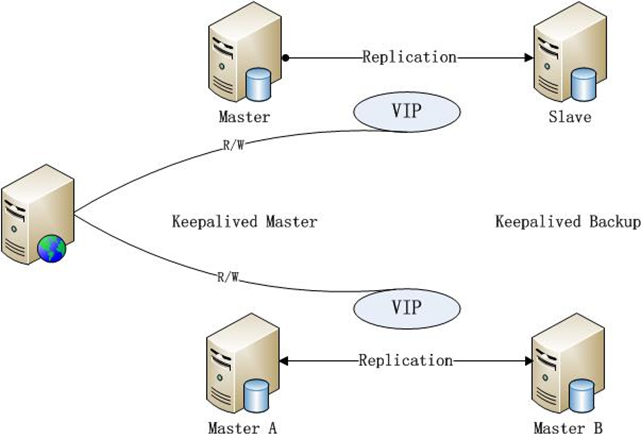 Replication
Master
VIP
Slave
R/W
Keepalived Master
Keepalived Backup
R/W
VIP
Replication
Master A
Master B